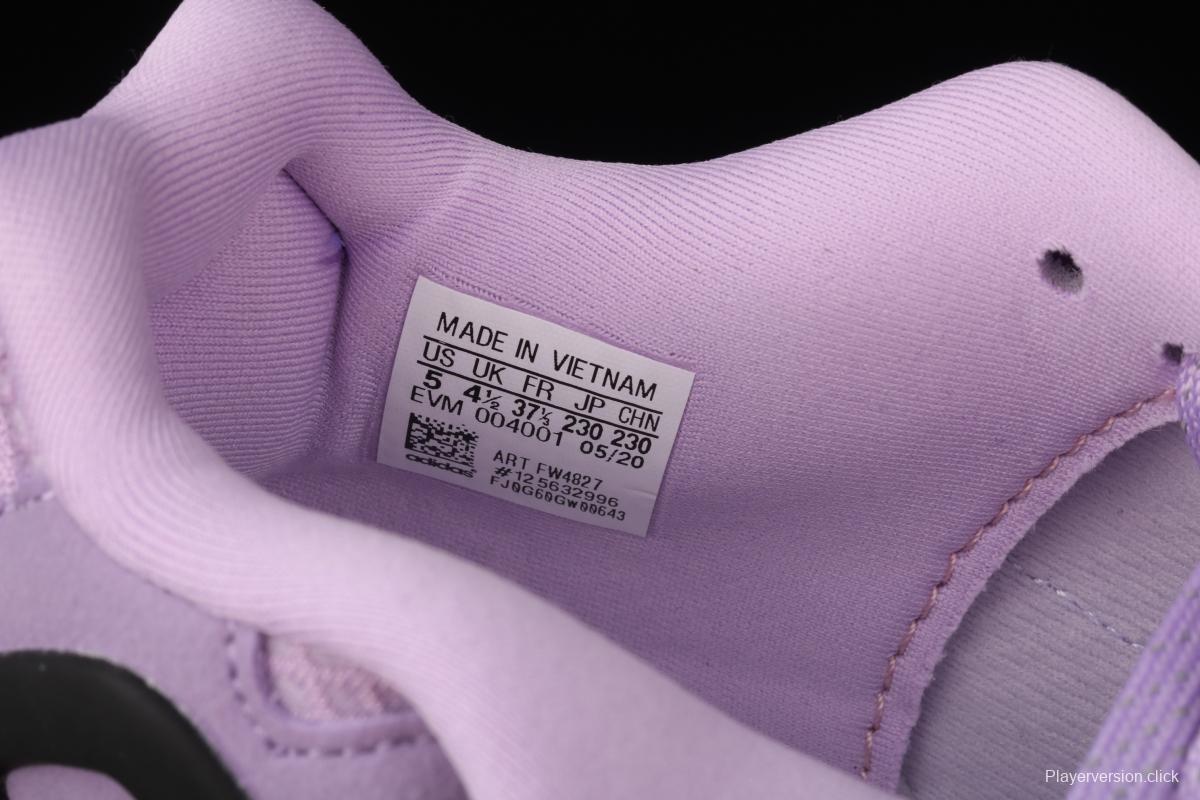 MADE IN VIETNAM
US UK FR JP CHN
5 4½ 37⅓ 230 230
EVM 004001 05/20
adidas
ART FW4827
#125632996
FJ0G60GW00643
Playerversion.click